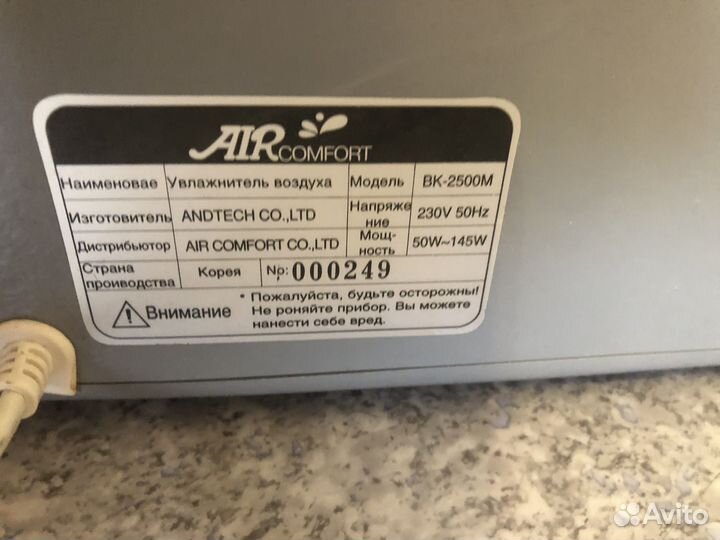 AIR COMFORT
Наименовае Увлажнитель воздуха Модель BK-2500M
Изготовитель ANDTECH CO.,LTD Напряже
ние 230V 50Hz
Дистрибьютор AIR COMFORT CO.,LTD Мощ-
ность 50W~145W
Страна
проиводства Корея Np: 000249
Внимание
* Пожалуйста, будьте осторожны!
Не роняйте прибор. Вы можете
нанести себе вред.
Avito